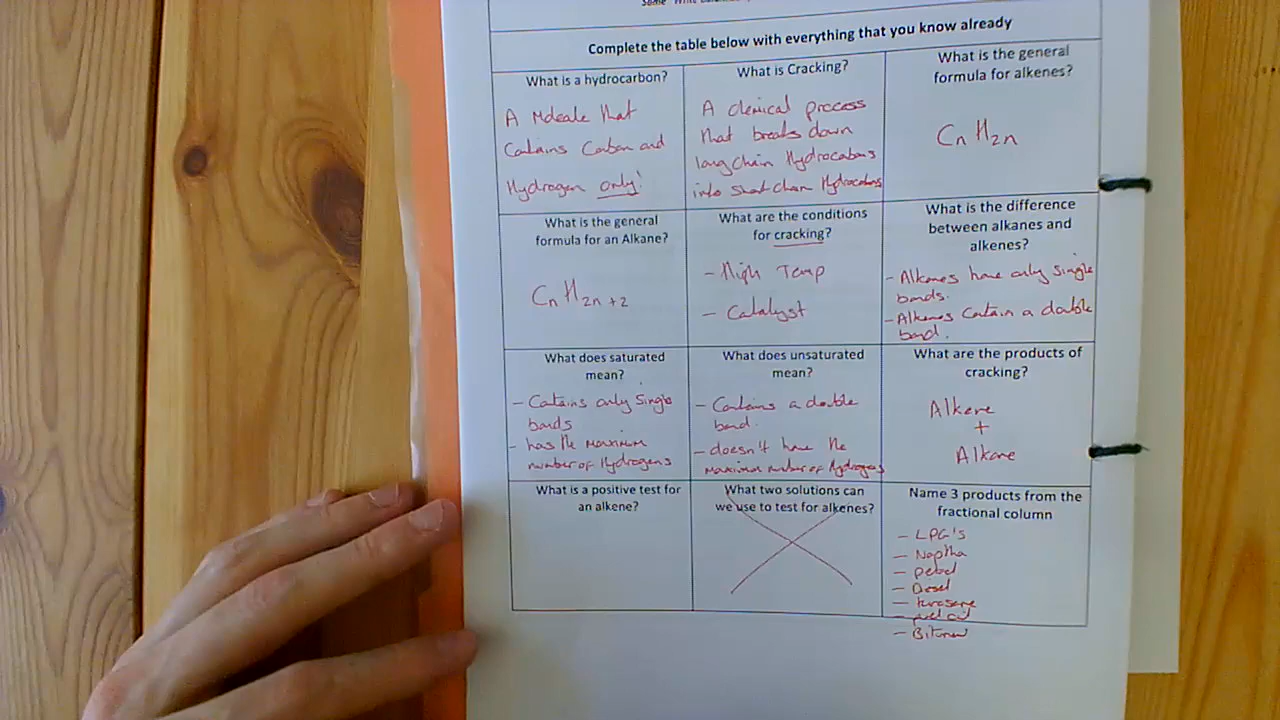 Complete the table below with everything that you know already
What is a hydrocarbon?
A Molecule that
Contains Carbon and
Hydrogen only!
What is Cracking?
A chemical process
that breaks down
long chain Hydrocarbons
into short chain Hydrocarbons
What is the general
formula for alkenes?
CnH2n
What is the general
formula for an Alkane?
CnH2n+2
What are the conditions
for cracking?
- High Temp
- Catalyst
What is the difference
between alkanes and
alkenes?
- Alkanes have only single
bonds.
- Alkenes Contain a double
bond.
What does saturated
mean?
- Contains only Single
bonds
- has the Maximum
number of Hydrogens
What does unsaturated
mean?
- Contains a double
bond.
- doesn't have the
Maximum number of Hydrogens
What are the products of
cracking?
Alkene
+
Alkane
What is a positive test for
an alkene?
What two solutions can
we use to test for alkenes?
Name 3 products from the
fractional column
- LPG's
- Naptha
- petrol
- Diesel
- kerosene
- fuel oil
- Bitumen